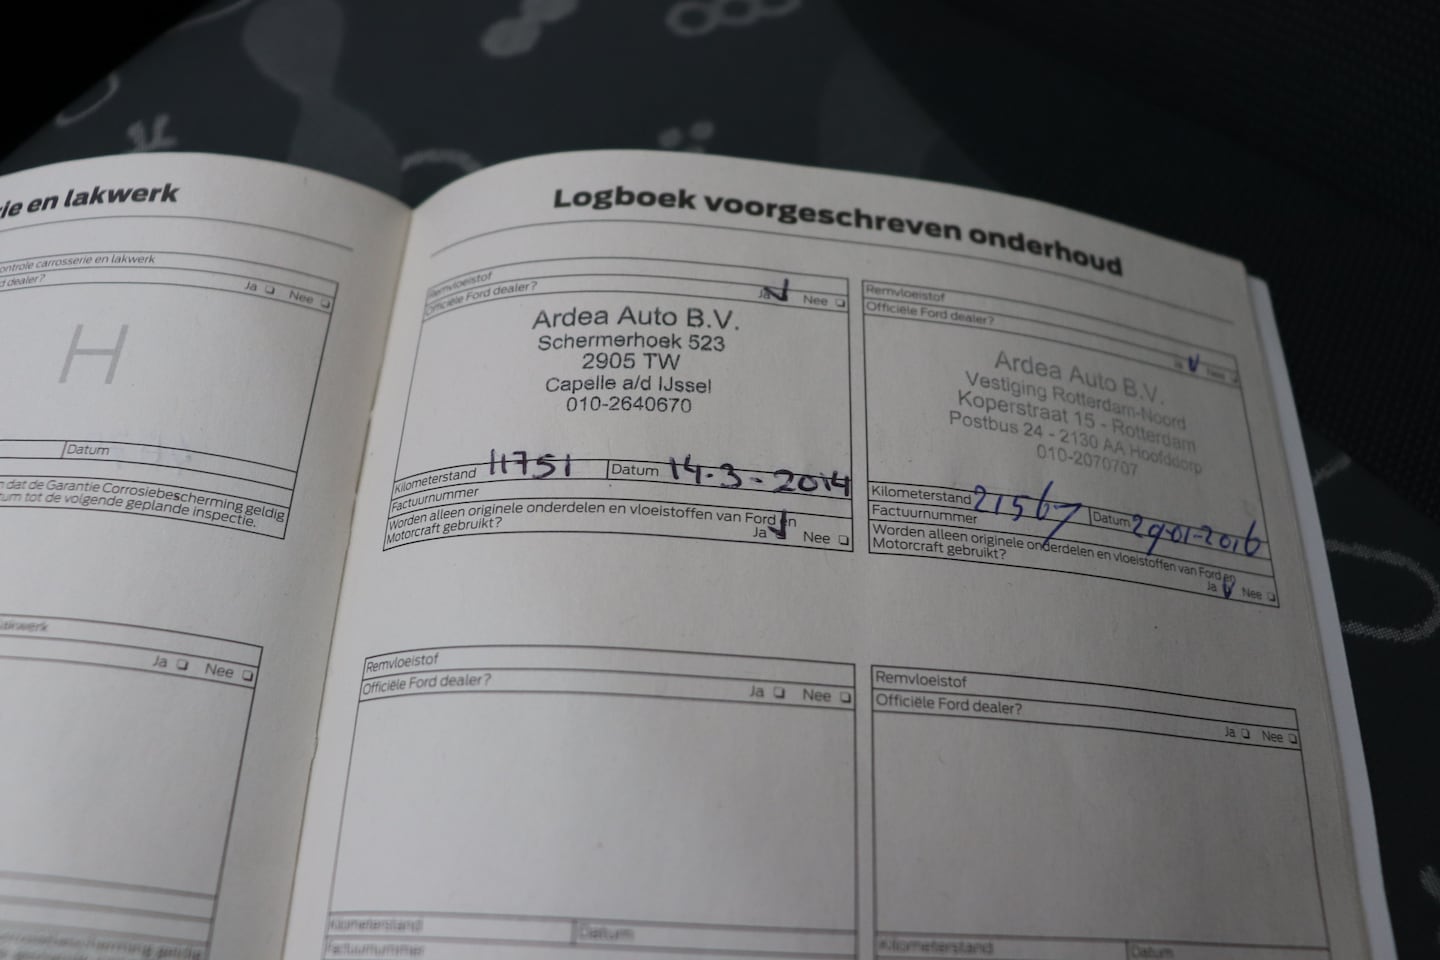 ie en lakwerk
ontrole carrosserie en lakwerk
d dealer?
Ja Nee
H
Datum
n dat de Garantie Corrosiebescherming geldig
tum tot de volgende geplande inspectie.
lakwerk
Ja Nee
Logboek voorgeschreven onderhoud
Remvloeistof
Officiële Ford dealer?
Ja Nee
Ardea Auto B.V.
Schermerhoek 523
2905 TW
Capelle a/d IJssel
010-2640670
Kilometerstand 11751 Datum 14-3-2014
Factuurnummer
Worden alleen originele onderdelen en vloeistoffen van Ford en
Motorcraft gebruikt? Ja Nee
Remvloeistof
Officiële Ford dealer?
Ja Nee
Ardea Auto B.V.
Vestiging Rotterdam-Noord
Koperstraat 15 - Rotterdam
Postbus 24 - 2130 AA Hoofddorp
010-2070707
Kilometerstand 21567 Datum 29-01-2016
Factuurnummer
Worden alleen originele onderdelen en vloeistoffen van Ford en
Motorcraft gebruikt? Ja Nee
Remvloeistof
Officiële Ford dealer?
Ja Nee
Kilometerstand Datum
Factuurnummer
Remvloeistof
Officiële Ford dealer?
Ja Nee
Kilometerstand Datum